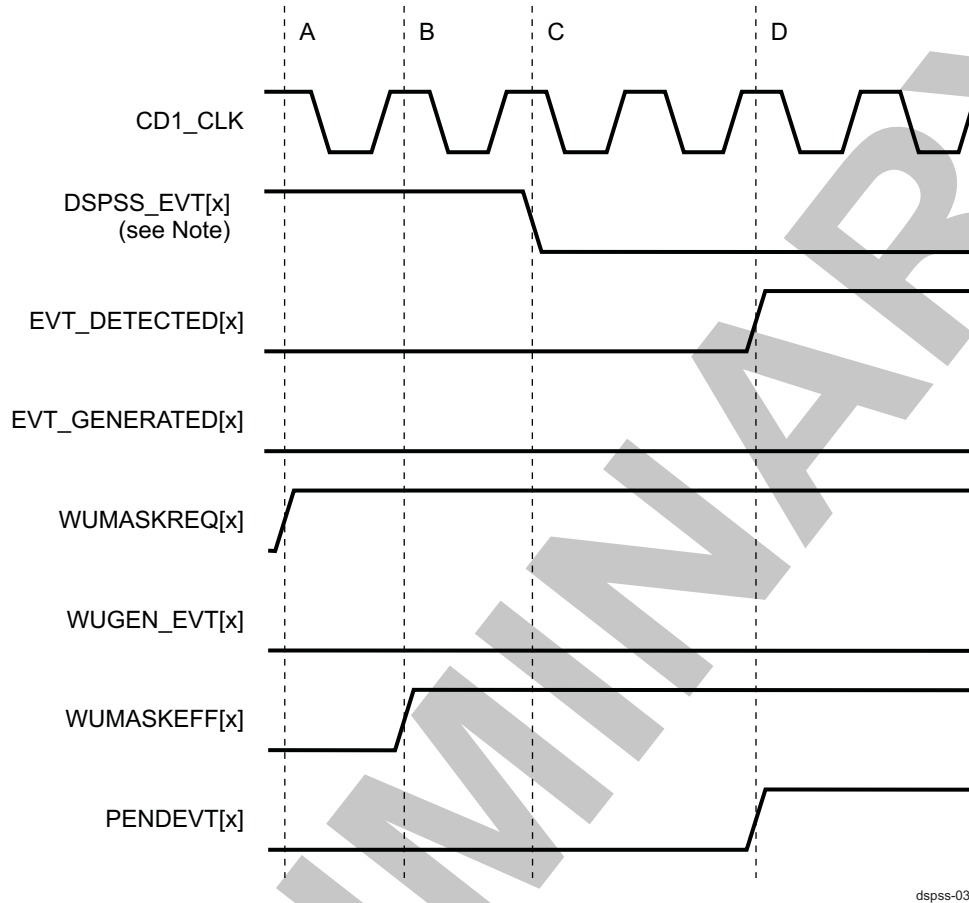 A B C D
CD1_CLK
DSPSS_EVT[x]
(see Note)
EVT_DETECTED[x]
EVT_GENERATED[x]
WUMASKREQ[x]
WUGEN_EVT[x]
WUMASKEFF[x]
PENDEVT[x]
dspss-03